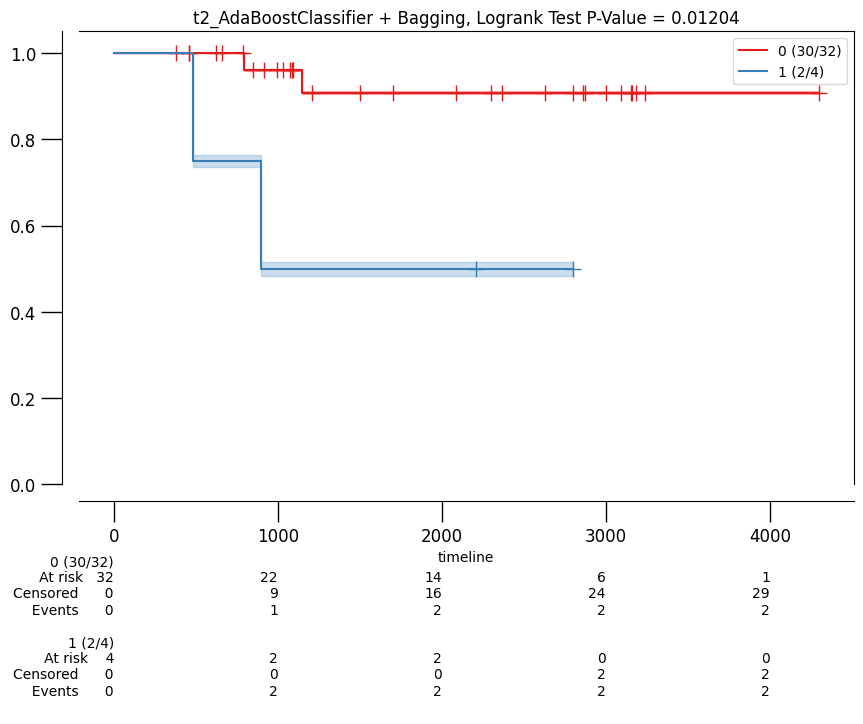 t2_AdaBoostClassifier + Bagging, Logrank Test P-Value = 0.01204
0 (30/32)
1 (2/4)
1.0
0.8
0.6
0.4
0.2
0.0
0 1000 2000 3000 4000
timeline
0 (30/32)
At risk 32 22 14 6 1
Censored 0 9 16 24 29
Events 0 1 2 2 2
1 (2/4)
At risk 4 2 2 0 0
Censored 0 0 0 2 2
Events 0 2 2 2 2